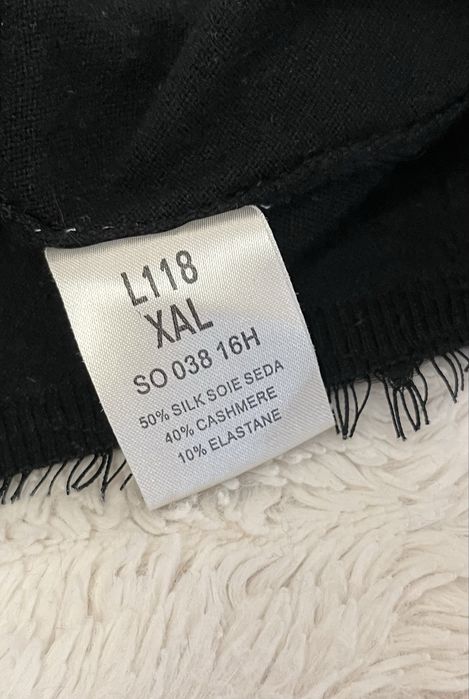 L118
XAL
SO 038 16H
50% SILK SOIE SEDA
40% CASHMERE
10% ELASTANE